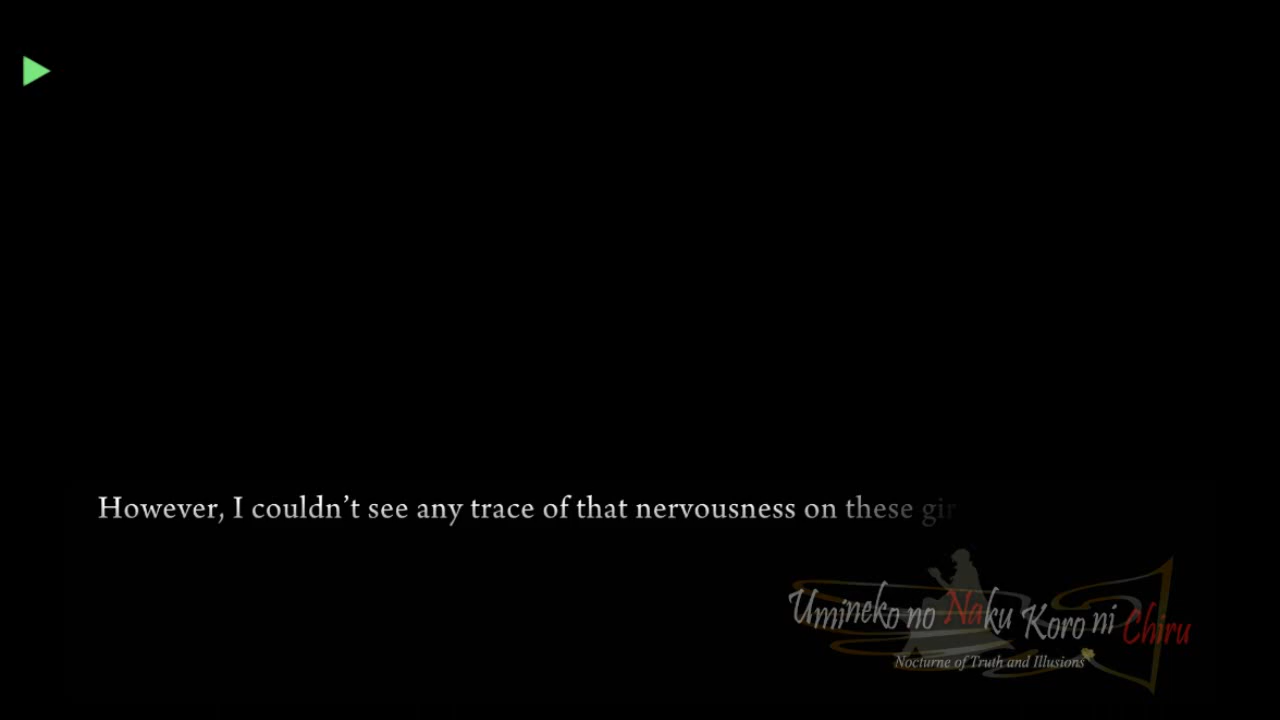 However, I couldn’t see any trace of that nervousness on these gir
Umineko no Naku Koro ni Chiru
Nocturne of Truth and Illusions